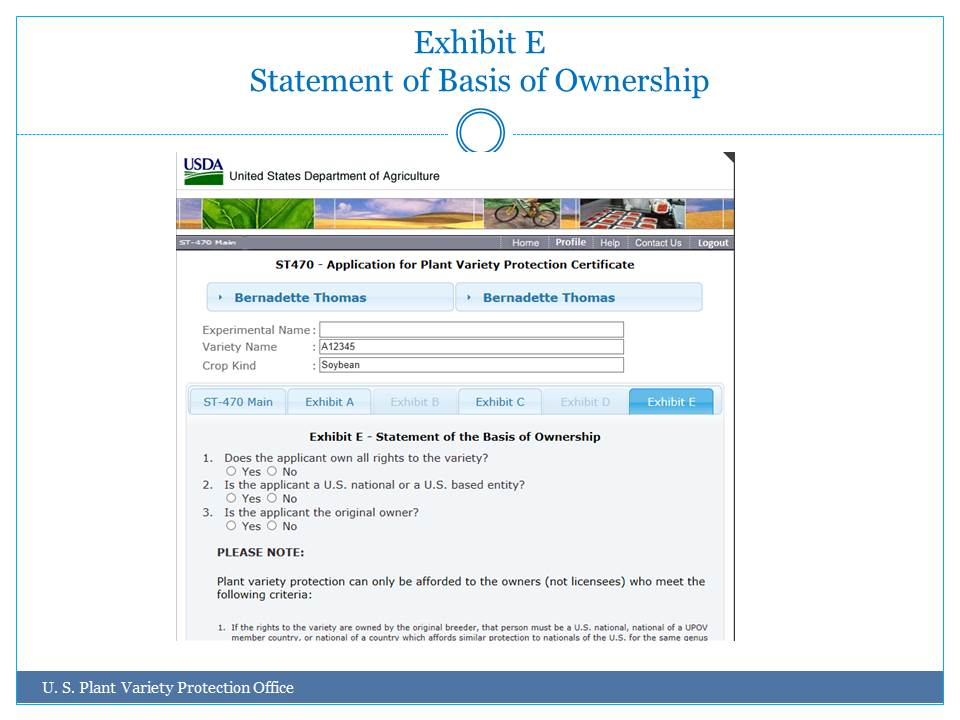 Exhibit E
Statement of Basis of Ownership
USDA
United States Department of Agriculture
ST-470 Main
Home Profile Help Contact Us Logout
ST470 - Application for Plant Variety Protection Certificate
Bernadette Thomas Bernadette Thomas
Experimental Name :
Variety Name : A12345
Crop Kind : Soybean
ST-470 Main Exhibit A Exhibit B Exhibit C Exhibit D Exhibit E
Exhibit E - Statement of the Basis of Ownership
1. Does the applicant own all rights to the variety?
Yes No
2. Is the applicant a U.S. national or a U.S. based entity?
Yes No
3. Is the applicant the original owner?
Yes No
PLEASE NOTE:
Plant variety protection can only be afforded to the owners (not licensees) who meet the
following criteria:
1. If the rights to the variety are owned by the original breeder, that person must be a U.S. national, national of a UPOV
member country, or national of a country which affords similar protection to nationals of the U.S. for the same genus
U. S. Plant Variety Protection Office